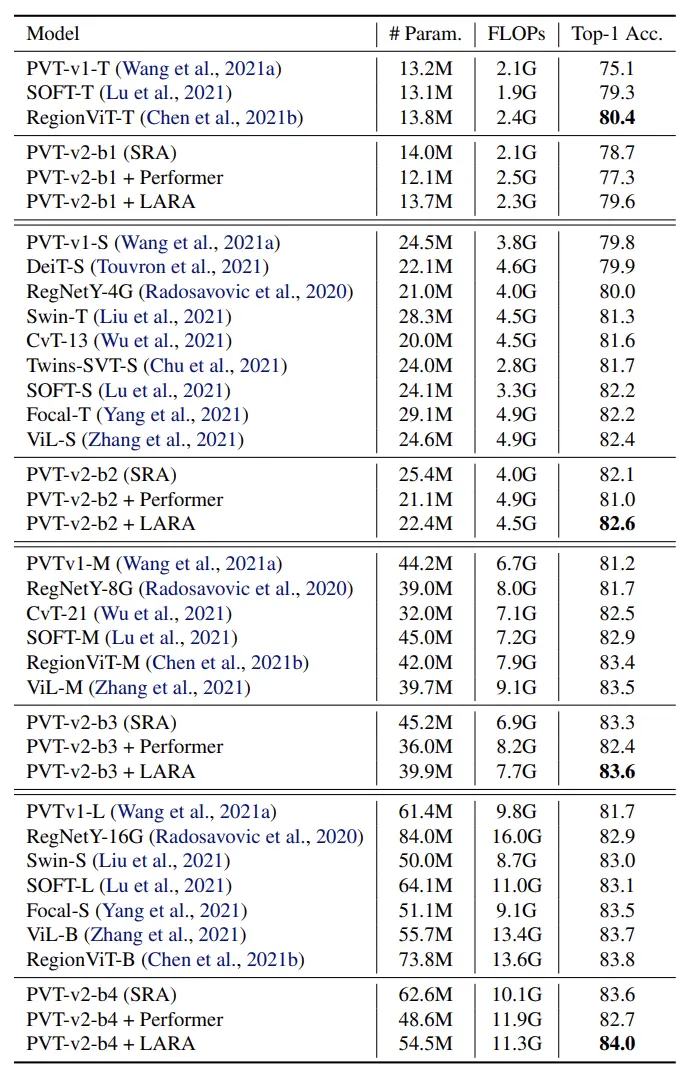 Model # Param. FLOPs Top-1 Acc.
PVT-v1-T (Wang et al., 2021a) 13.2M 2.1G 75.1
SOFT-T (Lu et al., 2021) 13.1M 1.9G 79.3
RegionViT-T (Chen et al., 2021b) 13.8M 2.4G 80.4
PVT-v2-b1 (SRA) 14.0M 2.1G 78.7
PVT-v2-b1 + Performer 12.1M 2.5G 77.3
PVT-v2-b1 + LARA 13.7M 2.3G 79.6
PVT-v1-S (Wang et al., 2021a) 24.5M 3.8G 79.8
DeiT-S (Touvron et al., 2021) 22.1M 4.6G 79.9
RegNetY-4G (Radosavovic et al., 2020) 21.0M 4.0G 80.0
Swin-T (Liu et al., 2021) 28.3M 4.5G 81.3
CvT-13 (Wu et al., 2021) 20.0M 4.5G 81.6
Twins-SVT-S (Chu et al., 2021) 24.0M 2.8G 81.7
SOFT-S (Lu et al., 2021) 24.1M 3.3G 82.2
Focal-T (Yang et al., 2021) 29.1M 4.9G 82.2
ViL-S (Zhang et al., 2021) 24.6M 4.9G 82.4
PVT-v2-b2 (SRA) 25.4M 4.0G 82.1
PVT-v2-b2 + Performer 21.1M 4.9G 81.0
PVT-v2-b2 + LARA 22.4M 4.5G 82.6
PVTv1-M (Wang et al., 2021a) 44.2M 6.7G 81.2
RegNetY-8G (Radosavovic et al., 2020) 39.0M 8.0G 81.7
CvT-21 (Wu et al., 2021) 32.0M 7.1G 82.5
SOFT-M (Lu et al., 2021) 45.0M 7.2G 82.9
RegionViT-M (Chen et al., 2021b) 42.0M 7.9G 83.4
ViL-M (Zhang et al., 2021) 39.7M 9.1G 83.5
PVT-v2-b3 (SRA) 45.2M 6.9G 83.3
PVT-v2-b3 + Performer 36.0M 8.2G 82.4
PVT-v2-b3 + LARA 39.9M 7.7G 83.6
PVTv1-L (Wang et al., 2021a) 61.4M 9.8G 81.7
RegNetY-16G (Radosavovic et al., 2020) 84.0M 16.0G 82.9
Swin-S (Liu et al., 2021) 50.0M 8.7G 83.0
SOFT-L (Lu et al., 2021) 64.1M 11.0G 83.1
Focal-S (Yang et al., 2021) 51.1M 9.1G 83.5
ViL-B (Zhang et al., 2021) 55.7M 13.4G 83.7
RegionViT-B (Chen et al., 2021b) 73.8M 13.6G 83.8
PVT-v2-b4 (SRA) 62.6M 10.1G 83.6
PVT-v2-b4 + Performer 48.6M 11.9G 82.7
PVT-v2-b4 + LARA 54.5M 11.3G 84.0